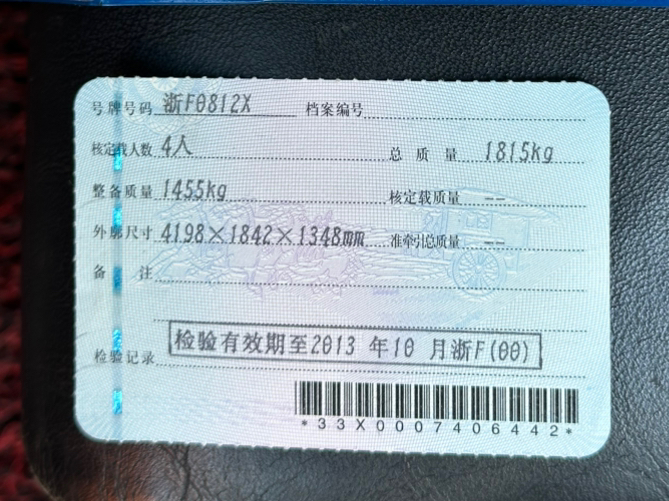 号牌号码 浙F0812X 档案编号
核定载人数 4人 总质量 1815kg
整备质量 1455kg 核定载质量 --
外廓尺寸 4198×1842×1348mm 准牵引总质量 --
备注
检验记录 检验有效期至2013 年10 月浙F(00)
*33X0007406442*